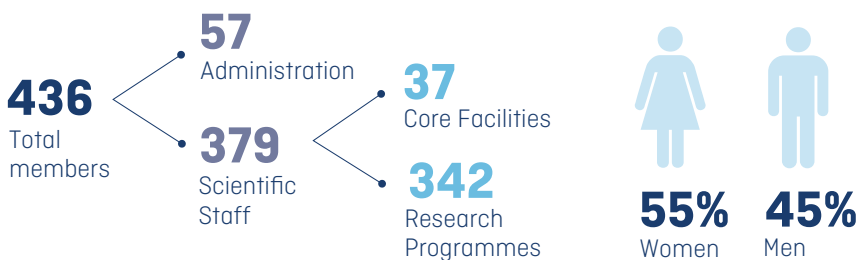 436
Total
members
57
Administration
379
Scientific
Staff
37
Core Facilities
342
Research
Programmes
55%
Women
45%
Men